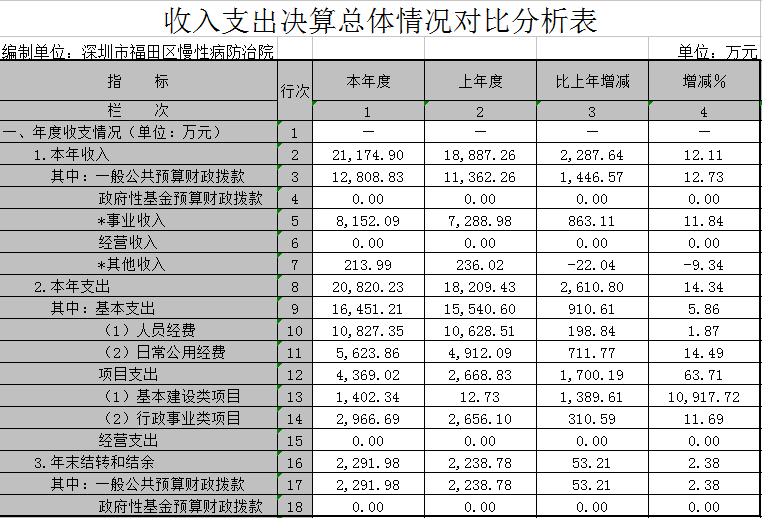 收入支出决算总体情况对比分析表
编制单位：深圳市福田区慢性病防治院 单位：万元
指 标 行次 本年度 上年度 比上年增减 增减%
栏 次 1 2 3 4
一、年度收支情况（单位：万元） 1 — — — —
1.本年收入 2 21,174.90 18,887.26 2,287.64 12.11
其中：一般公共预算财政拨款 3 12,808.83 11,362.26 1,446.57 12.73
政府性基金预算财政拨款 4 0.00 0.00 0.00 0.00
*事业收入 5 8,152.09 7,288.98 863.11 11.84
经营收入 6 0.00 0.00 0.00 0.00
*其他收入 7 213.99 236.02 -22.04 -9.34
2.本年支出 8 20,820.23 18,209.43 2,610.80 14.34
其中：基本支出 9 16,451.21 15,540.60 910.61 5.86
（1）人员经费 10 10,827.35 10,628.51 198.84 1.87
（2）日常公用经费 11 5,623.86 4,912.09 711.77 14.49
项目支出 12 4,369.02 2,668.83 1,700.19 63.71
（1）基本建设类项目 13 1,402.34 12.73 1,389.61 10,917.72
（2）行政事业类项目 14 2,966.69 2,656.10 310.59 11.69
经营支出 15 0.00 0.00 0.00 0.00
3.年末结转和结余 16 2,291.98 2,238.78 53.21 2.38
其中：一般公共预算财政拨款 17 2,291.98 2,238.78 53.21 2.38
政府性基金预算财政拨款 18 0.00 0.00 0.00 0.00